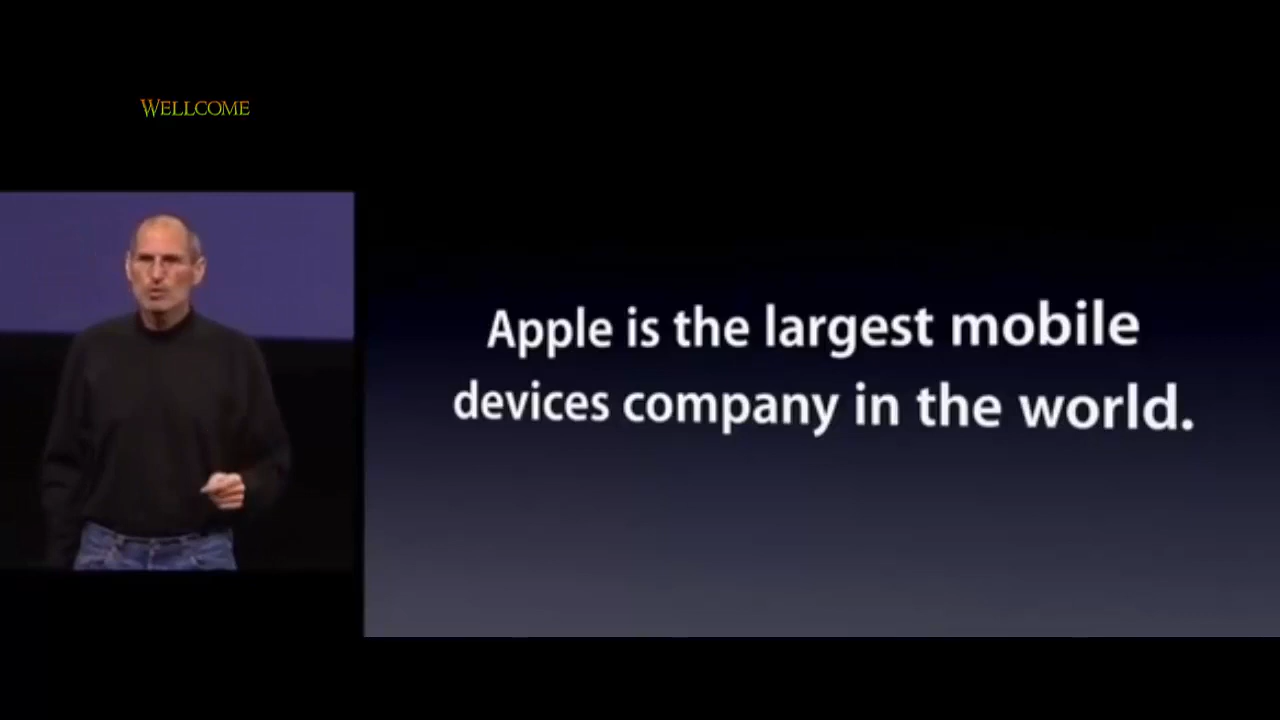 WELLCOME
Apple is the largest mobile
devices company in the world.